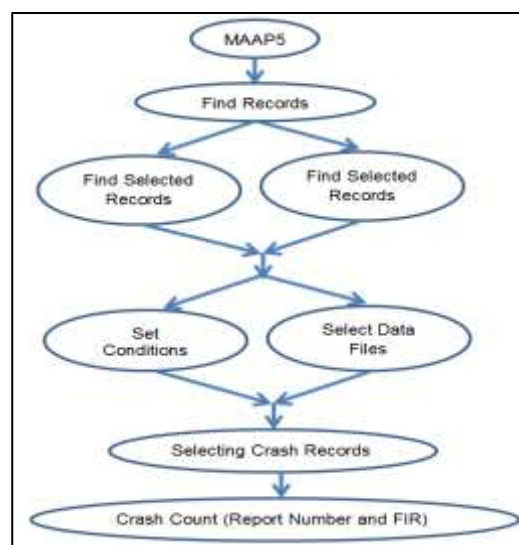 MAAP5
Find Records
Find Selected
Records
Find Selected
Records
Set
Conditions
Select Data
Files
Selecting Crash Records
Crash Count (Report Number and FIR)